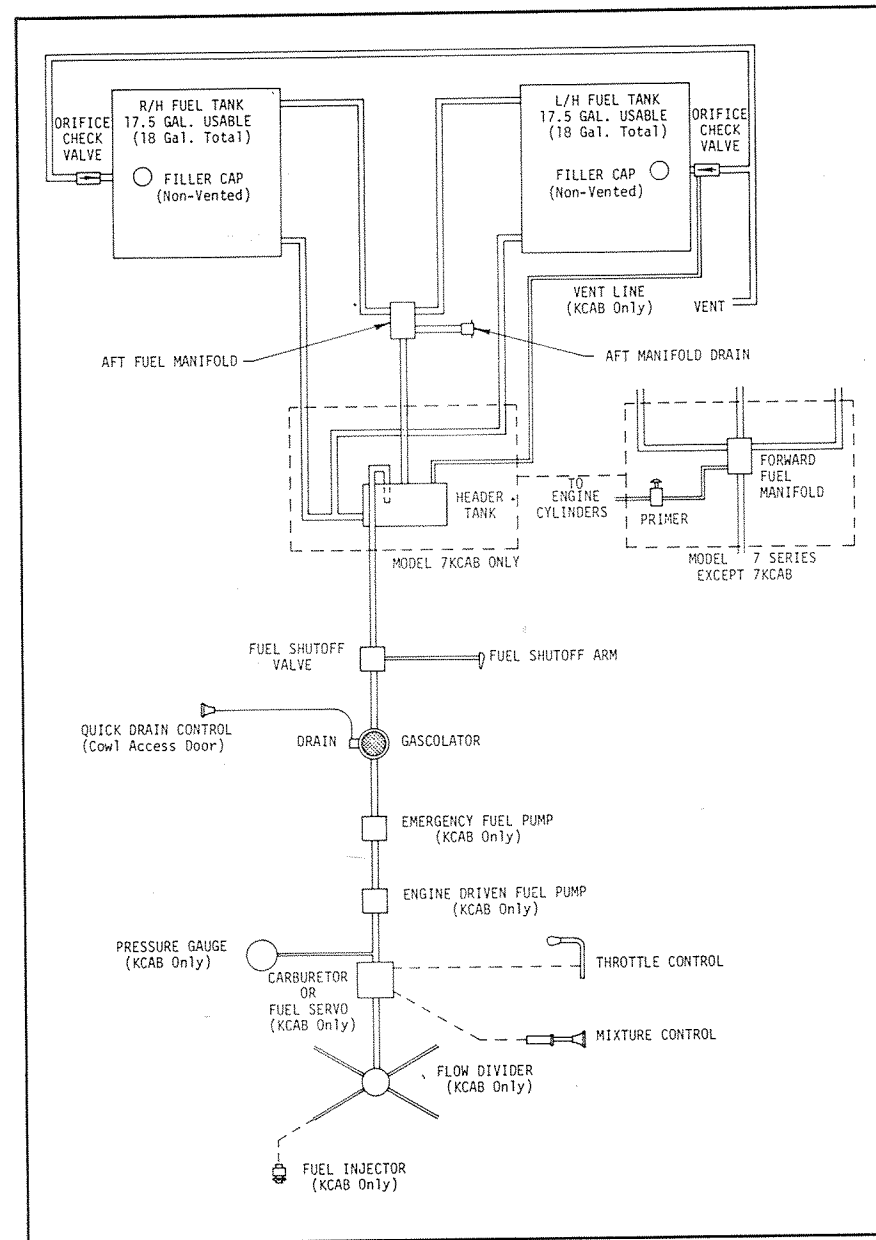 R/H FUEL TANK
17.5 GAL. USABLE
(18 Gal. Total)
FILLER CAP
(Non-Vented)
ORIFICE
CHECK
VALVE
L/H FUEL TANK
17.5 GAL. USABLE
(18 Gal. Total)
FILLER CAP
(Non-Vented)
ORIFICE
CHECK
VALVE
VENT LINE
(KCAB Only)
VENT
AFT FUEL MANIFOLD
AFT MANIFOLD DRAIN
HEADER
TANK
MODEL 7KCAB ONLY
TO
ENGINE
CYLINDERS
PRIMER
FORWARD
FUEL
MANIFOLD
MODEL 7 SERIES
EXCEPT 7KCAB
FUEL SHUTOFF
VALVE
FUEL SHUTOFF ARM
QUICK DRAIN CONTROL
(Cowl Access Door)
DRAIN
GASCOLATOR
EMERGENCY FUEL PUMP
(KCAB Only)
ENGINE DRIVEN FUEL PUMP
(KCAB Only)
PRESSURE GAUGE
(KCAB Only)
CARBURETOR
OR
FUEL SERVO
(KCAB Only)
THROTTLE CONTROL
MIXTURE CONTROL
FLOW DIVIDER
(KCAB Only)
FUEL INJECTOR
(KCAB Only)